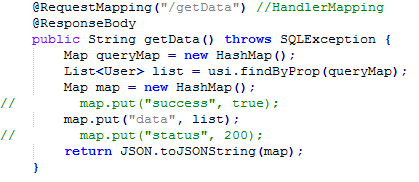 @RequestMapping("/getData") //HandlerMapping
@ResponseBody
public String getData() throws SQLException {
Map queryMap = new HashMap();
List<User> list = usi.findByProp(queryMap);
Map map = new HashMap();
// map.put("success", true);
map.put("data", list);
// map.put("status", 200);
return JSON.toJSONString(map);
}